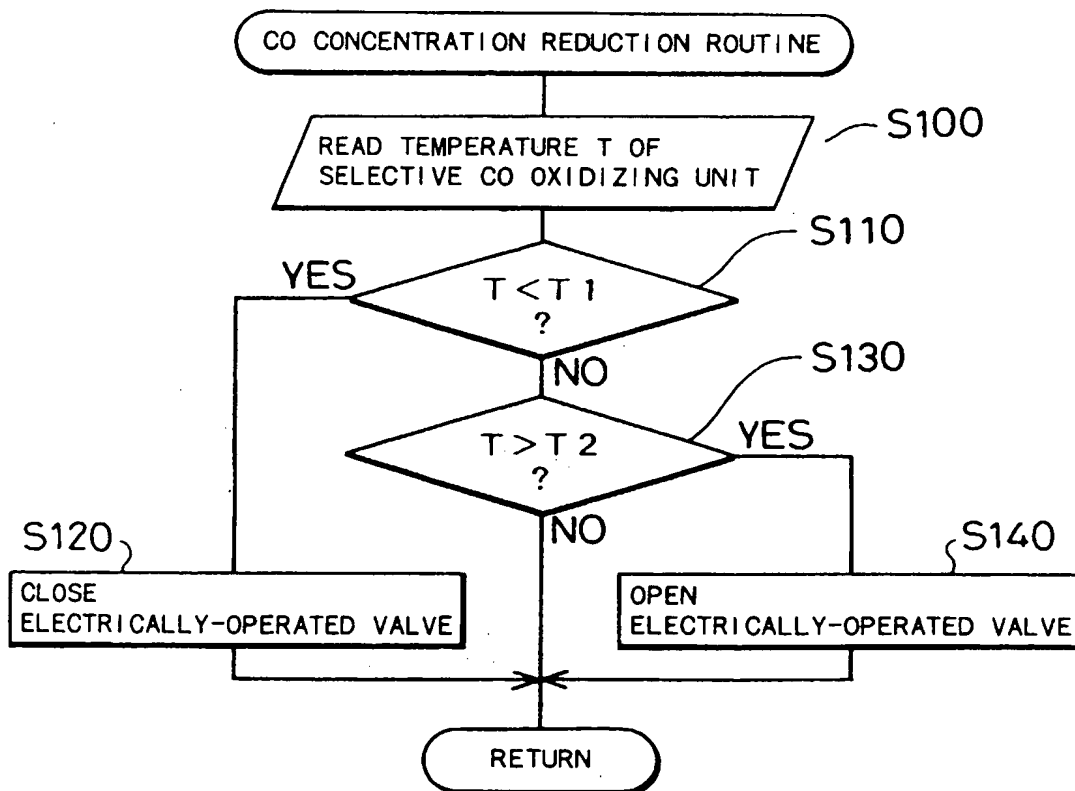 CO CONCENTRATION REDUCTION ROUTINE
S100
READ TEMPERATURE T OF
SELECTIVE CO OXIDIZING UNIT
S110
YES
T < T 1
?
NO
S130
T > T 2
?
YES
NO
S120
CLOSE
ELECTRICALLY-OPERATED VALVE
S140
OPEN
ELECTRICALLY-OPERATED VALVE
RETURN